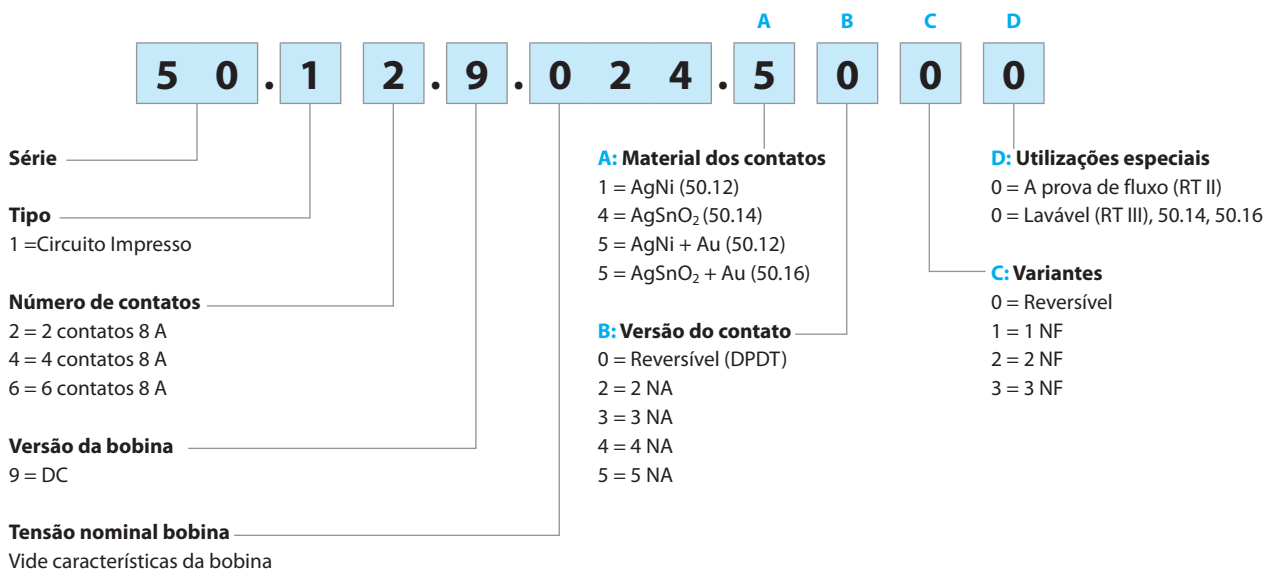 A B C D
5 0 . 1 2 . 9 . 0 2 4 . 5 0 0 0
Série
Tipo
1 =Circuito Impresso
Número de contatos
2 = 2 contatos 8 A
4 = 4 contatos 8 A
6 = 6 contatos 8 A
Versão da bobina
9 = DC
Tensão nominal bobina
Vide características da bobina
A: Material dos contatos
1 = AgNi (50.12)
4 = AgSnO₂ (50.14)
5 = AgNi + Au (50.12)
5 = AgSnO₂ + Au (50.16)
B: Versão do contato
0 = Reversível (DPDT)
2 = 2 NA
3 = 3 NA
4 = 4 NA
5 = 5 NA
D: Utilizações especiais
0 = A prova de fluxo (RT II)
0 = Lavável (RT III), 50.14, 50.16
C: Variantes
0 = Reversível
1 = 1 NF
2 = 2 NF
3 = 3 NF